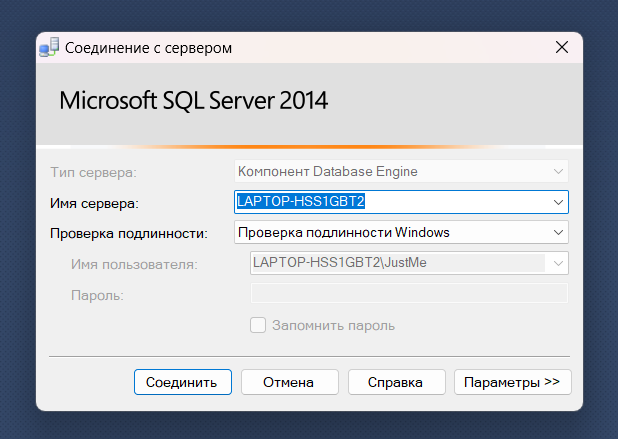 Соединение с сервером
Microsoft SQL Server 2014
Тип сервера: Компонент Database Engine
Имя сервера: LAPTOP-HSS1GBT2
Проверка подлинности: Проверка подлинности Windows
Имя пользователя: LAPTOP-HSS1GBT2\JustMe
Пароль:
Запомнить пароль
Соединить Отмена Справка Параметры >>